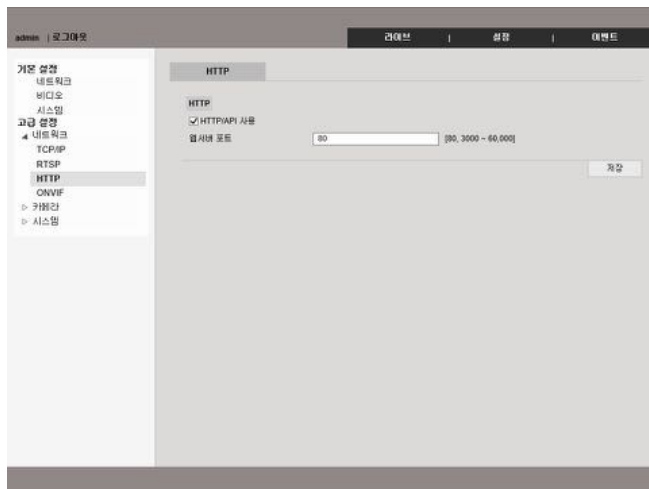 admin | 로그아웃
라이브 | 설정 | 이벤트
기본 설정
네트워크
비디오
시스템
고급 설정
네트워크
TCP/IP
RTSP
HTTP
ONVIF
카메라
시스템
HTTP
HTTP
HTTP/API 사용
웹서버 포트 80 [80, 3000 ~ 60,000]
저장